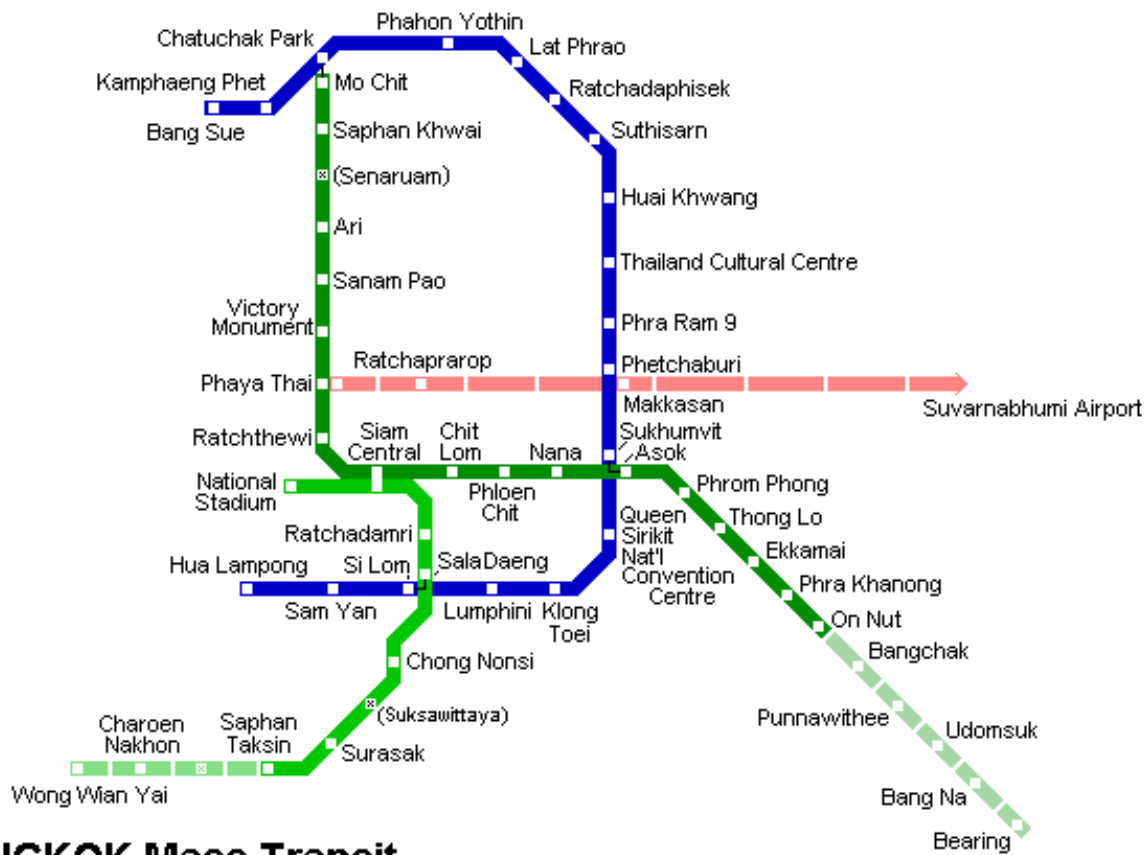 Phahon Yothin
Chatuchak Park
Lat Phrao
Kamphaeng Phet
Mo Chit
Ratchadaphisek
Bang Sue
Saphan Khwai
Suthisarn
(Senaruam)
Huai Khwang
Ari
Thailand Cultural Centre
Sanam Pao
Victory
Monument
Phra Ram 9
Ratchaprarop
Phetchaburi
Phaya Thai
Makkasan
Suvarnabhumi Airport
Ratchthewi
Siam
Central
Chit
Lom
Nana
Sukhumvit
Asok
National
Stadium
Phloen
Chit
Phrom Phong
Ratchadamri
Queen
Sirikit
Nat'l
Convention
Centre
Thong Lo
Ekkamai
Hua Lampong
Si Lom
SalaDaeng
Phra Khanong
Sam Yan
Lumphini
Klong
Toei
On Nut
Bangchak
Chong Nonsi
(Suksawittaya)
Punnawithee
Charoen
Nakhon
Saphan
Taksin
Udomsuk
Surasak
Wong Wian Yai
Bang Na
Bearing
Mass Transit